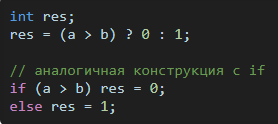 int res;
res = (a > b) ? 0 : 1;
// аналогичная конструкция с if
if (a > b) res = 0;
else res = 1;